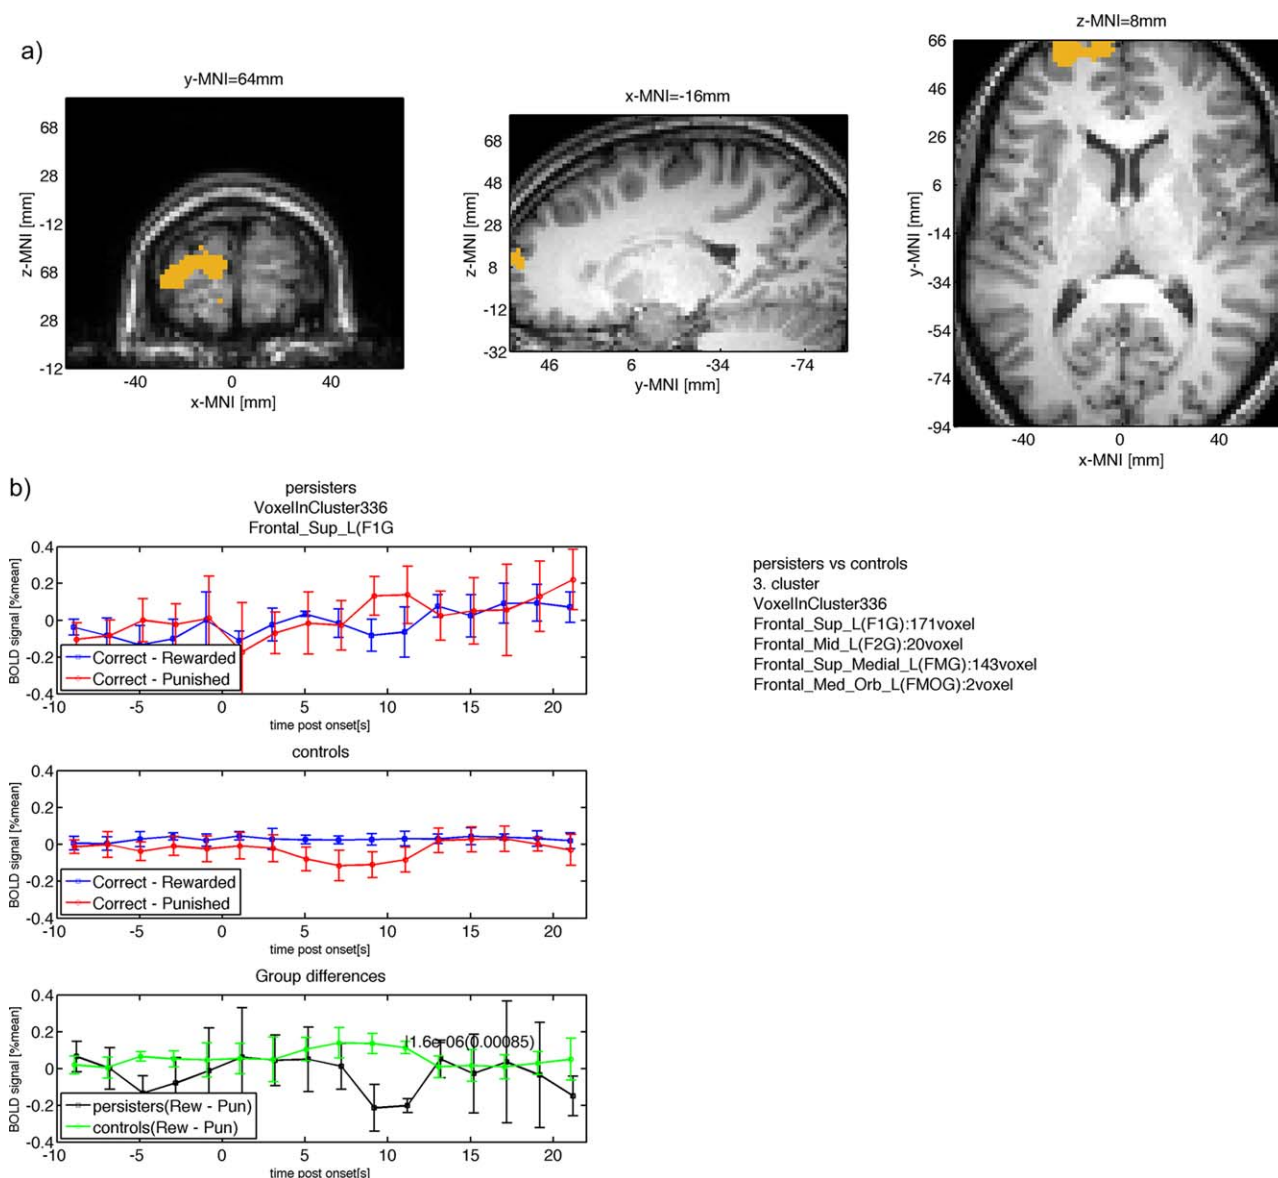 a)
y-MNI=64mm
z-MNI [mm]
68
28
-12
68
28
-12
-40
0
40
x-MNI [mm]
x-MNI=-16mm
z-MNI [mm]
68
48
28
8
-12
-32
46
6
-34
-74
y-MNI [mm]
z-MNI=8mm
y-MNI [mm]
66
46
26
6
-14
-34
-54
-74
-94
-40
0
40
x-MNI [mm]
b)
persisters
VoxelInCluster336
Frontal_Sup_L(F1G
BOLD signal [%mean]
0.4
0.2
0
-0.2
-0.4
Correct - Rewarded
Correct - Punished
-10
-5
0
5
10
15
20
time post onset[s]
persisters vs controls
3. cluster
VoxelInCluster336
Frontal_Sup_L(F1G):171voxel
Frontal_Mid_L(F2G):20voxel
Frontal_Sup_Medial_L(FMG):143voxel
Frontal_Med_Orb_L(FMOG):2voxel
controls
BOLD signal [%mean]
0.4
0.2
0
-0.2
-0.4
Correct - Rewarded
Correct - Punished
-10
-5
0
5
10
15
20
time post onset[s]
Group differences
BOLD signal [%mean]
0.4
0.2
0
-0.2
-0.4
1.6e-06(0.00085)
persisters(Rew - Pun)
controls(Rew - Pun)
-10
-5
0
5
10
15
20
time post onset[s]